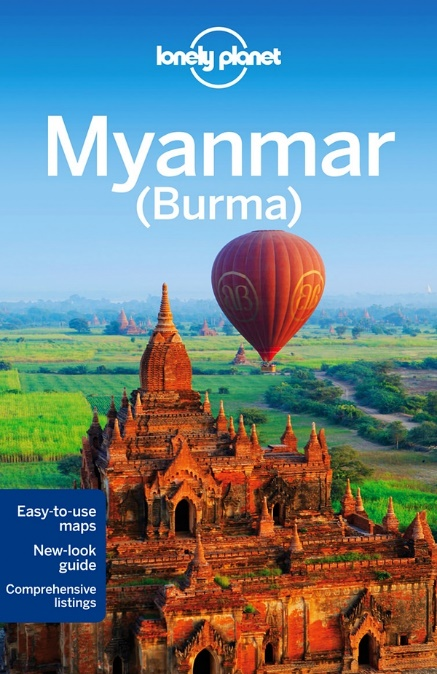 lonely planet
Myanmar
(Burma)
Easy-to-use
maps
New-look
guide
Comprehensive
listings